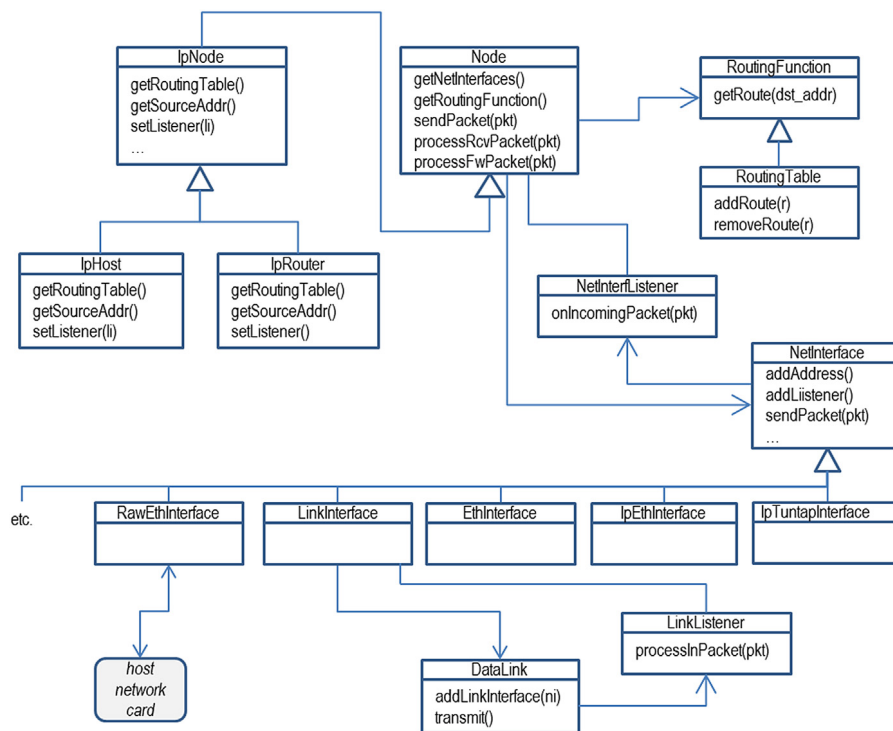 IpNode
getRoutingTable()
getSourceAddr()
setListener(li)
...
Node
getNetInterfaces()
getRoutingFunction()
sendPacket(pkt)
processRcvPacket(pkt)
processFwPacket(pkt)
RoutingFunction
getRoute(dst_addr)
RoutingTable
addRoute(r)
removeRoute(r)
IpHost
getRoutingTable()
getSourceAddr()
setListener(li)
IpRouter
getRoutingTable()
getSourceAddr()
setListener()
NetInterfListener
onIncomingPacket(pkt)
NetInterface
addAddress()
addLiistener()
sendPacket(pkt)
...
etc.
RawEthInterface
LinkInterface
EthInterface
IpEthInterface
IpTuntapInterface
host
network
card
DataLink
addLinkInterface(ni)
transmit()
LinkListener
processInPacket(pkt)